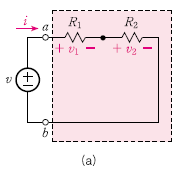 i
a
R₁
R₂
+ v₁ −
+ v₂ −
v
+
−
b
(a)